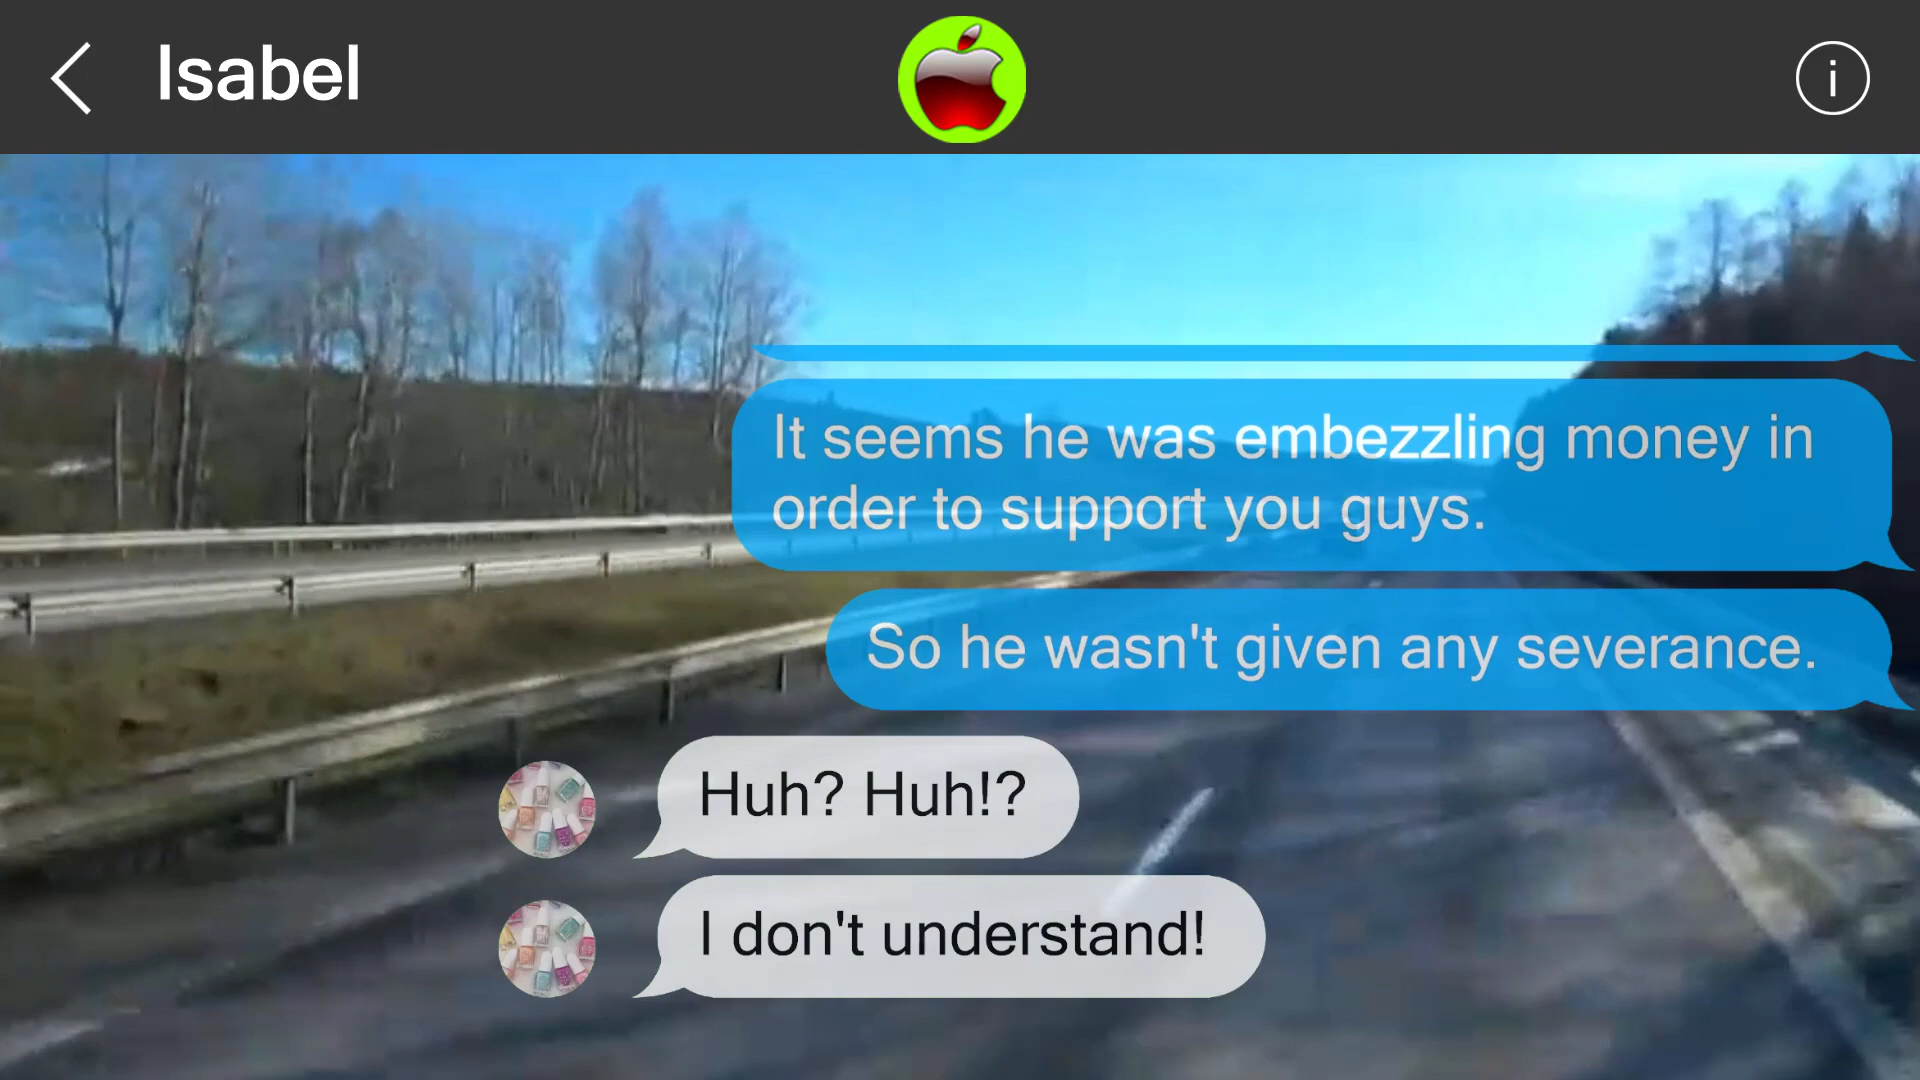 Isabel
i
It seems he was embezzling money in
order to support you guys.
So he wasn't given any severance.
Huh? Huh!?
I don't understand!